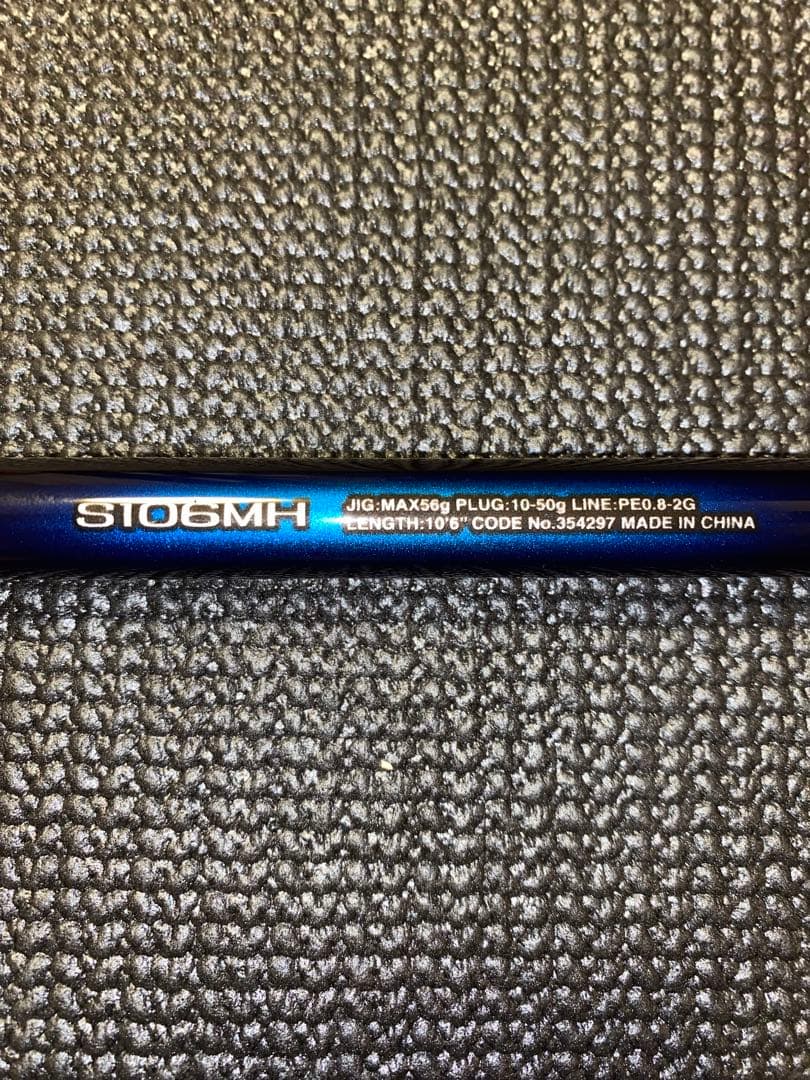 S106MH
JIG:MAX56g PLUG:10-50g LINE:PE0.8-2G
LENGTH:10'6" CODE No.354297 MADE IN CHINA